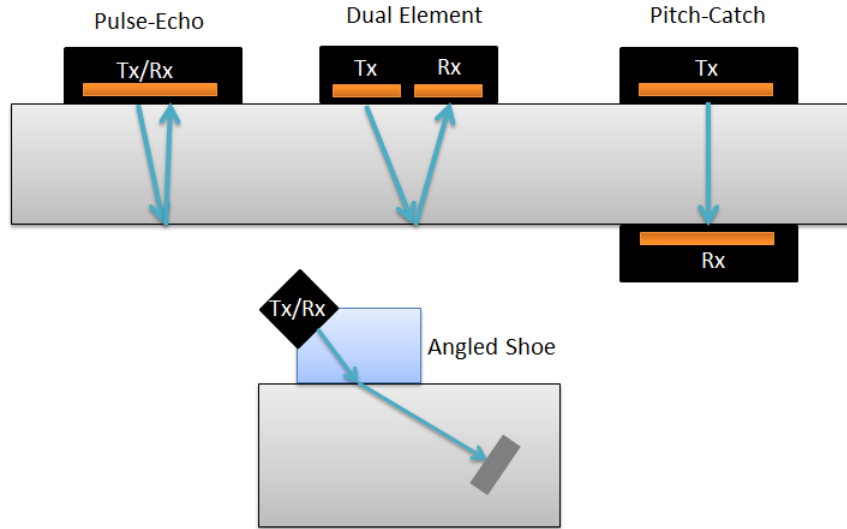 Pulse-Echo
Dual Element
Pitch-Catch
Tx/Rx
Tx
Rx
Tx
Rx
Tx/Rx
Angled Shoe